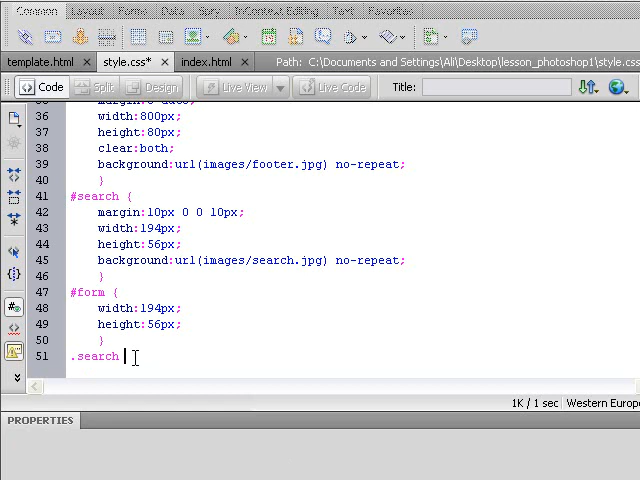 Common Layout Forms Data Spry InContext Editing Text Favorites
template.html × style.css* × index.html × Path: C:\Documents and Settings\Ali\Desktop\lesson_photoshop1\style.css
Code Split Design Live View Live Code Title:
35 margin:0 auto;
36 width:800px;
37 height:80px;
38 clear:both;
39 background:url(images/footer.jpg) no-repeat;
40 }
41 #search {
42 margin:10px 0 0 10px;
43 width:194px;
44 height:56px;
45 background:url(images/search.jpg) no-repeat;
46 }
47 #form {
48 width:194px;
49 height:56px;
50 }
51 .search
1K / 1 sec Western Europe
PROPERTIES